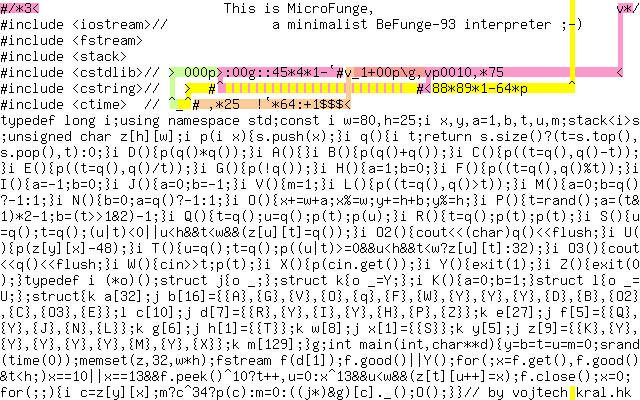 #/*3<                       This is MicroFunge,                              v*/
#include <iostream>//             a minimalist BeFunge-93 interpreter ;-)
#include <fstream>
#include <stack>
#include <cstdlib>// > 000p>:00g::45*4*1-`#v_1+00p\g,vp0010,*75              <
#include <cstring>//  >  #                          #<88*89*1-64*p
#include <ctime>  // ^_^# ,*25  !`*64:+1$$$<
typedef long i;using namespace std;const i w=80,h=25;i x,y,a=1,b,t,u,m;stack<i>s
;unsigned char z[h][w];i p(i x){s.push(x);}i q(){i t;return s.size()?(t=s.top(),
s.pop(),t):0;}i D(){p(q()*q());}i A(){}i B(){p(q()+q());}i C(){p((t=q(),q()-t));
}i E(){p((t=q(),q()/t));}i G(){p(!q());}i H(){a=1;b=0;}i F(){p((t=q(),q()%t));}i
I(){a=-1;b=0;}i J(){a=0;b=-1;}i V(){m=1;}i L(){p((t=q(),q()>t));}i M(){a=0;b=q()
?-1:1;}i N(){b=0;a=q()?-1:1;}i O(){x+=w+a;x%=w;y+=h+b;y%=h;}i P(){t=rand();a=(t&
1)*2-1;b=(t>>1&2)-1;}i Q(){t=q();u=q();p(t);p(u);}i R(){t=q();p(t);p(t);}i S(){u
=q();t=q();(u|t)<0||u<h&&t<w&&(z[u][t]=q());}i O2(){cout<<(char)q()<<flush;}i U(
){p(z[y][x]-48);}i T(){u=q();t=q();p((u|t)>=0&&u<h&&t<w?z[u][t]:32);}i O3(){cout
<<q()<<flush;}i W(){cin>>t;p(t);}i X(){p(cin.get());}i Y(){exit(1);}i Z(){exit(0
);}typedef i (*o)();struct j{o _;};struct k{o _=Y;};i K(){a=0;b=1;}struct l{o _=
U;};struct{k a[32];j b[16]={{A},{G},{V},{O},{q},{F},{W},{Y},{Y},{Y},{D},{B},{O2}
,{C},{O3},{E}};l c[10];j d[7]={{R},{Y},{I},{Y},{H},{P},{Z}};k e[27];j f[5]={{Q},
{Y},{J},{N},{L}};k g[6];j h[1]={{T}};k w[8];j x[1]={{S}};k y[5];j z[9]={{K},{Y},
{Y},{Y},{Y},{Y},{M},{Y},{X}};k m[129];}g;int main(int,char**d){y=b=t=u=m=0;srand
(time(0));memset(z,32,w*h);fstream f(d[1]);f.good()||Y();for(;x=f.get(),f.good()
&t<h;)x==10||x==13&&f.peek()^10?t++,u=0:x^13&&u<w&&(z[t][u++]=x);f.close();x=0;
for(;;){i c=z[y][x];m?c^34?p(c):m=0:((j*)&g)[c]._();O();}}// by vojtech kral.hk